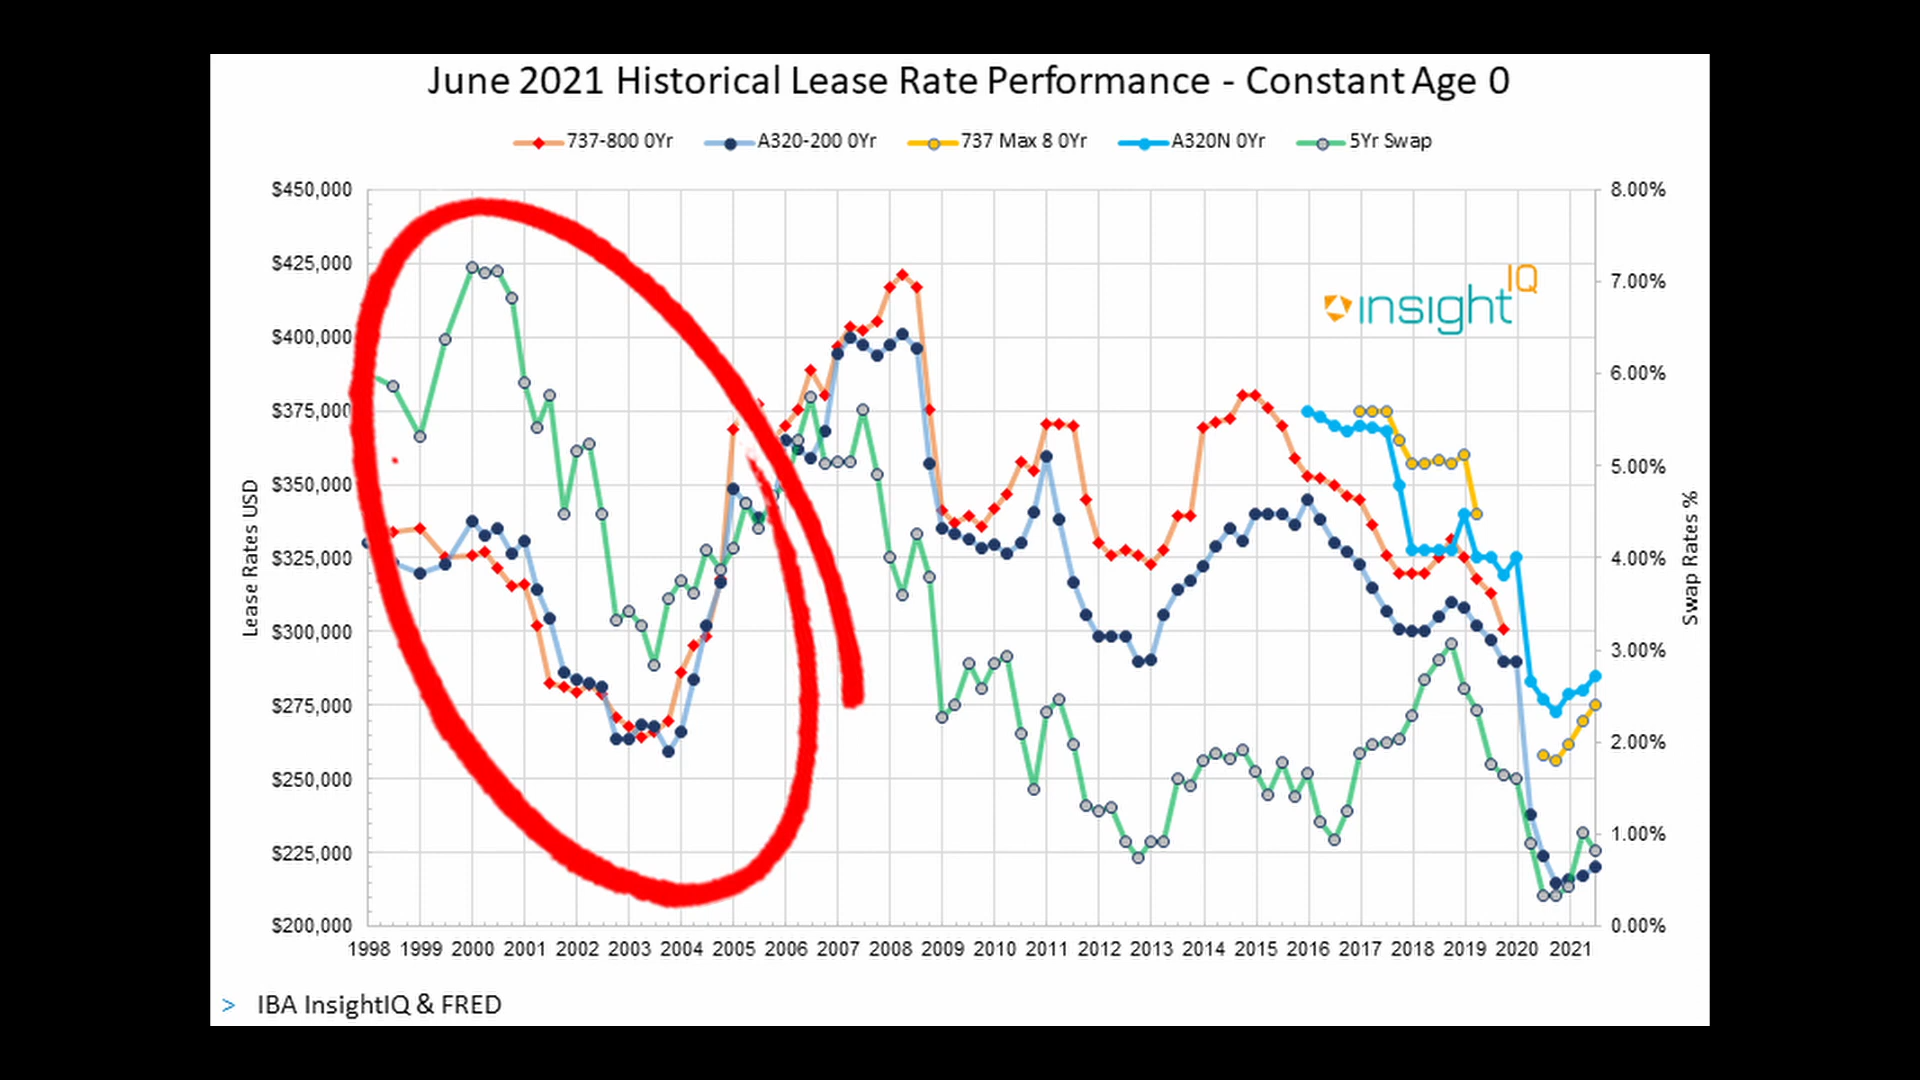 June 2021 Historical Lease Rate Performance - Constant Age 0
737-800 0Yr A320-200 0Yr 737 Max 8 0Yr A320N 0Yr 5Yr Swap
$450,000 8.00%
$425,000
7.00%
$400,000
6.00%
$375,000
5.00%
$350,000
$325,000 4.00%
$300,000
3.00%
$275,000
2.00%
$250,000
1.00%
$225,000
$200,000 0.00%
Lease Rates USD
Swap Rates %
insight IQ
1998 1999 2000 2001 2002 2003 2004 2005 2006 2007 2008 2009 2010 2011 2012 2013 2014 2015 2016 2017 2018 2019 2020 2021
> IBA InsightIQ & FRED